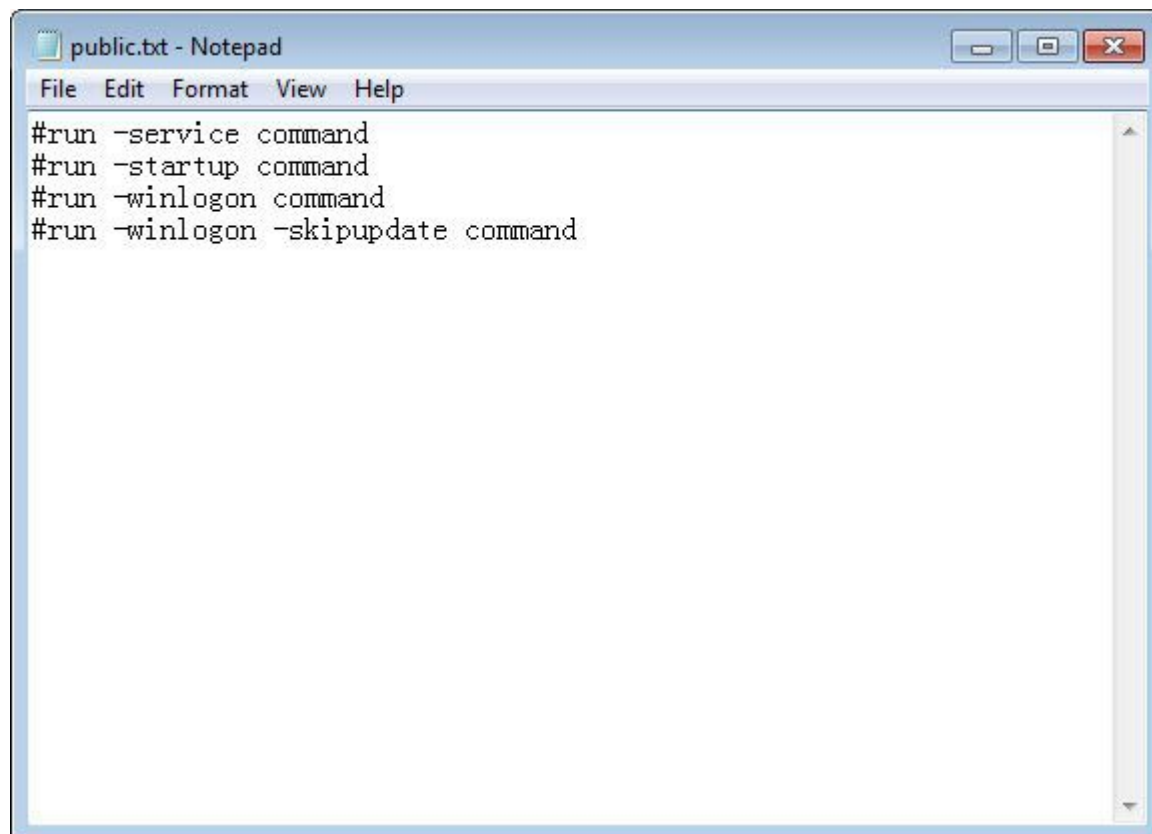 public.txt - Notepad
File Edit Format View Help
#run -service command
#run -startup command
#run -winlogon command
#run -winlogon -skipupdate command